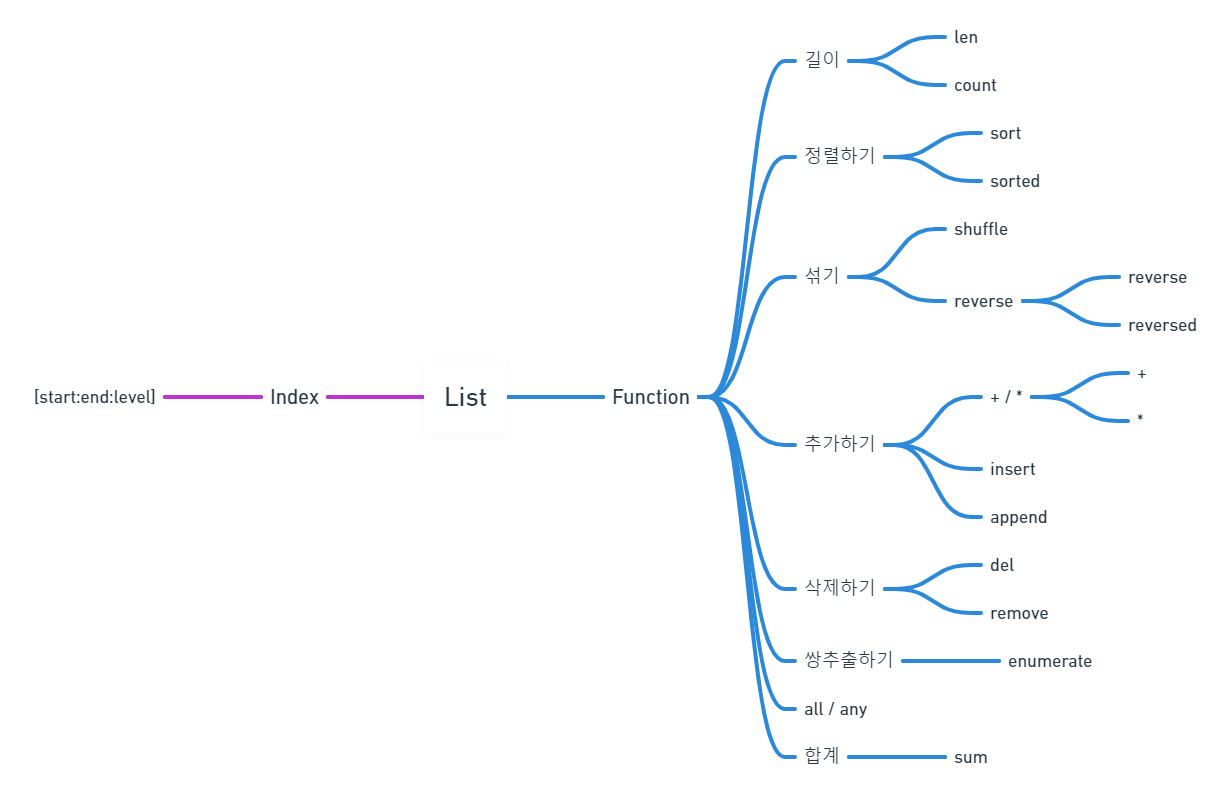 List
Index
[start:end:level]
Function
길이
len
count
정렬하기
sort
sorted
섞기
shuffle
reverse
reverse
reversed
추가하기
+ / *
+
*
insert
append
삭제하기
del
remove
쌍추출하기
enumerate
all / any
합계
sum